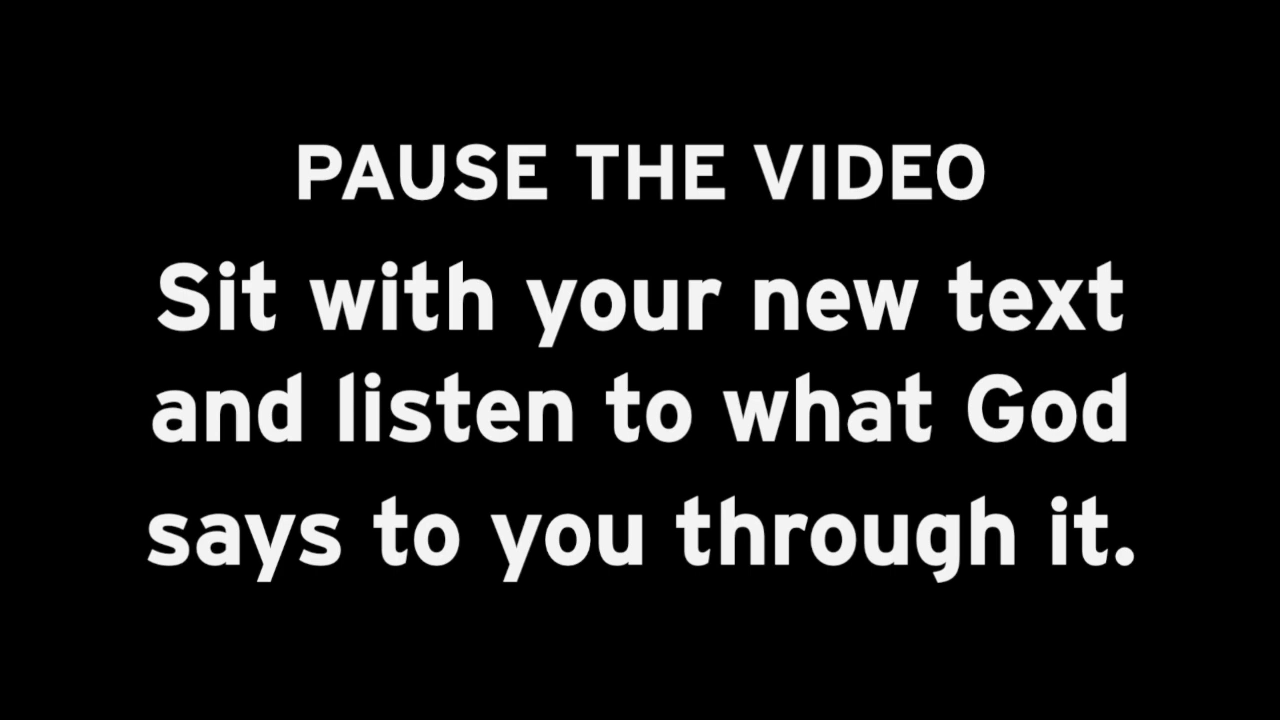 PAUSE THE VIDEO
Sit with your new text
and listen to what God
says to you through it.